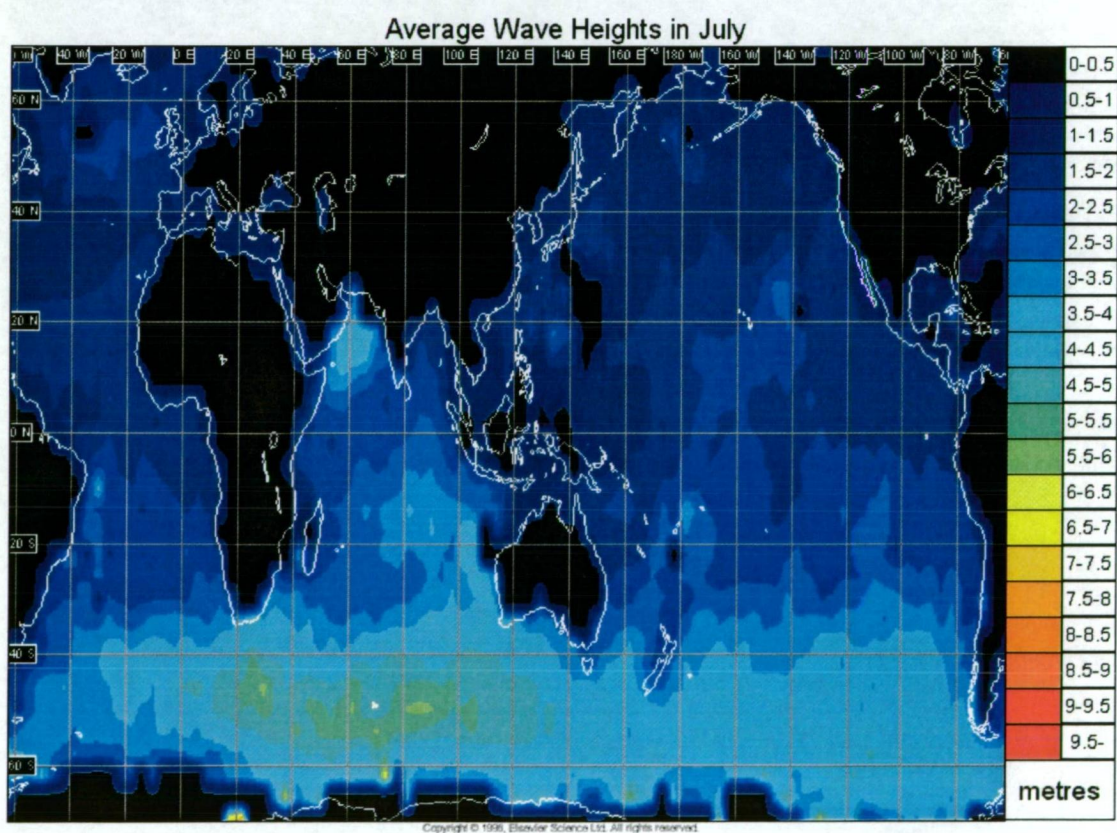 Average Wave Heights in July
40 W 20 W 0 E 20 E 40 E 60 E 80 E 100 E 120 E 140 E 160 E 180 W 160 W 140 W 120 W 100 W 80 W
60 N
40 N
20 N
0 N
20 S
40 S
60 S
0-0.5
0.5-1
1-1.5
1.5-2
2-2.5
2.5-3
3-3.5
3.5-4
4-4.5
4.5-5
5-5.5
5.5-6
6-6.5
6.5-7
7-7.5
7.5-8
8-8.5
8.5-9
9-9.5
9.5-
metres
Copyright © 1998, Elsevier Science Ltd. All rights reserved.